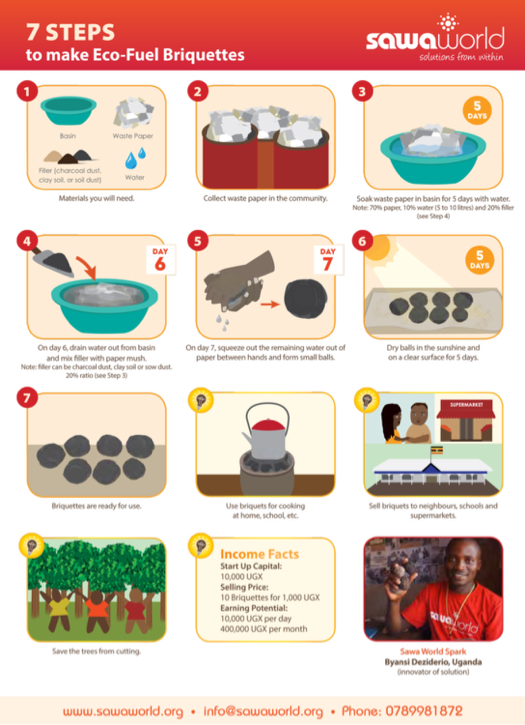 7 STEPS
to make Eco-Fuel Briquettes
sawaworld
solutions from within
1
Basin
Waste Paper
Filler (charcoal dust,
clay soil, or soil dust)
Water
Materials you will need.
2
Collect waste paper in the community.
3
5
DAYS
Soak waste paper in basin for 5 days with water.
Note: 70% paper, 10% water (5 to 10 litres) and 20% filler
(see Step 4)
4
DAY
6
On day 6, drain water out from basin
and mix filler with paper mush.
Note: filler can be charcoal dust, clay soil or sow dust.
20% ratio (see Step 3)
5
DAY
7
On day 7, squeeze out the remaining water out of
paper between hands and form small balls.
6
5
DAYS
Dry balls in the sunshine and
on a clear surface for 5 days.
7
Briquettes are ready for use.
Use briquets for cooking
at home, school, etc.
SUPERMARKET
Sell briquets to neighbours, schools and
supermarkets.
Save the trees from cutting.
Income Facts
Start Up Capital:
10,000 UGX
Selling Price:
10 Briquettes for 1,000 UGX
Earning Potential:
10,000 UGX per day
400,000 UGX per month
sawaworld
Sawa World Spark
Byansi Deziderio, Uganda
(innovator of solution)
www.sawaworld.org • info@sawaworld.org • Phone: 0789981872